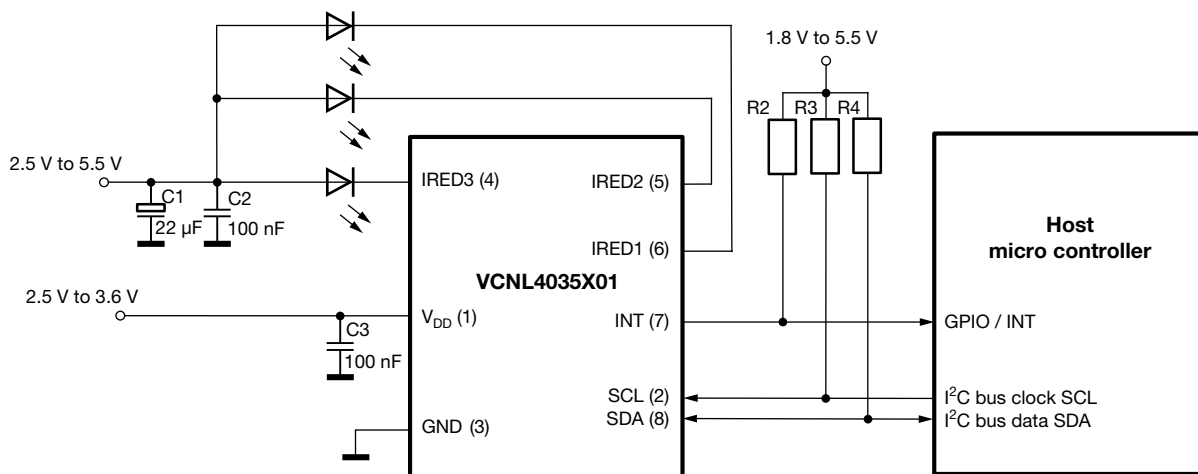 1.8 V to 5.5 V
R2
R3
R4
2.5 V to 5.5 V
C1
22 µF
C2
100 nF
IRED3 (4)
IRED2 (5)
IRED1 (6)
VCNL4035X01
Host
micro controller
2.5 V to 3.6 V
C3
100 nF
VDD (1)
INT (7)
GPIO / INT
SCL (2)
SDA (8)
I2C bus clock SCL
I2C bus data SDA
GND (3)